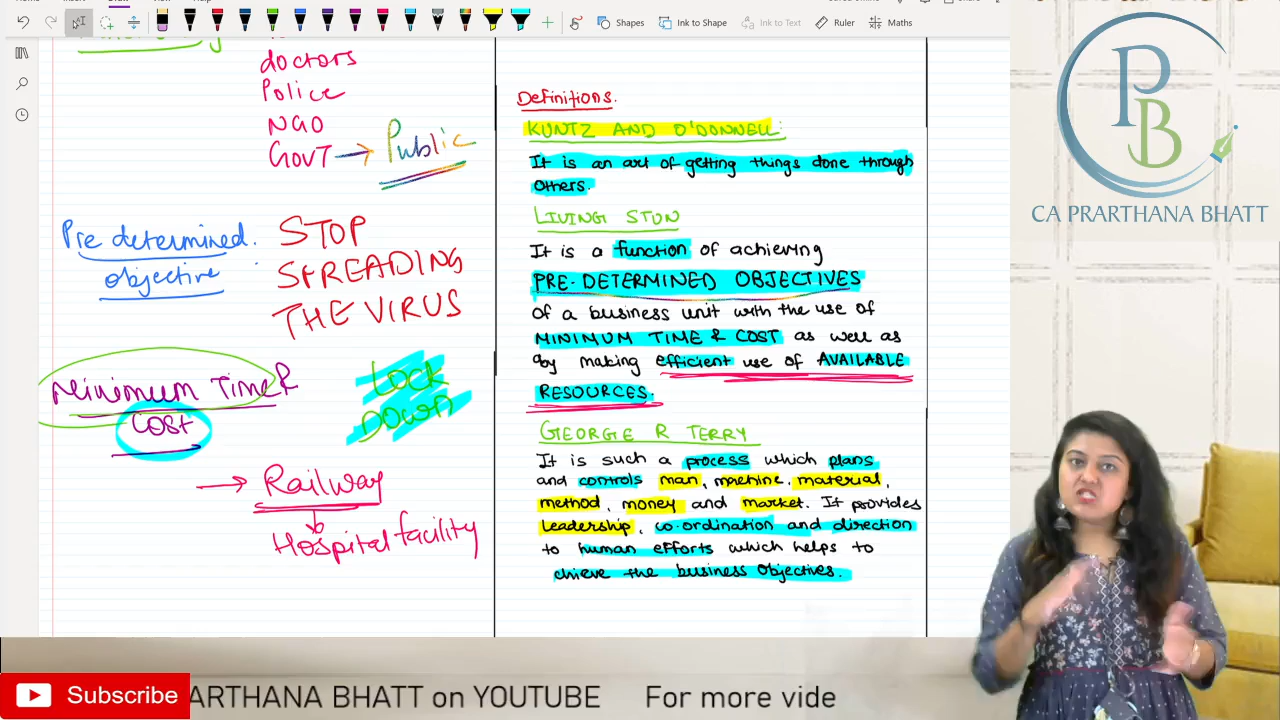 Shapes
Ink to Shape
Ink to Text
Ruler
Maths
doctors
Police
NGO
GOVT → Public
Pre determined
objective
STOP
SPREADING
THE VIRUS
Minimum Time &
Cost
Lock
Down
→ Railway
Hospital facility
Definitions.
KUNTZ AND O'DONNELL:
It is an art of getting things done through
others.
LIVING STON
It is a function of achieving
PRE-DETERMINED OBJECTIVES
of a business unit with the use of
MINIMUM TIME & COST as well as
by making efficient use of AVAILABLE
RESOURCES.
GEORGE R TERRY
It is such a process which plans
and controls man, machine, material,
method, money and market. It provides
leadership, co-ordination and direction
to human efforts which helps to
chieve the business objectives.
P
B
CA PRARTHANA BHATT
Subscribe
ARTHANA BHATT on YOUTUBE For more vide